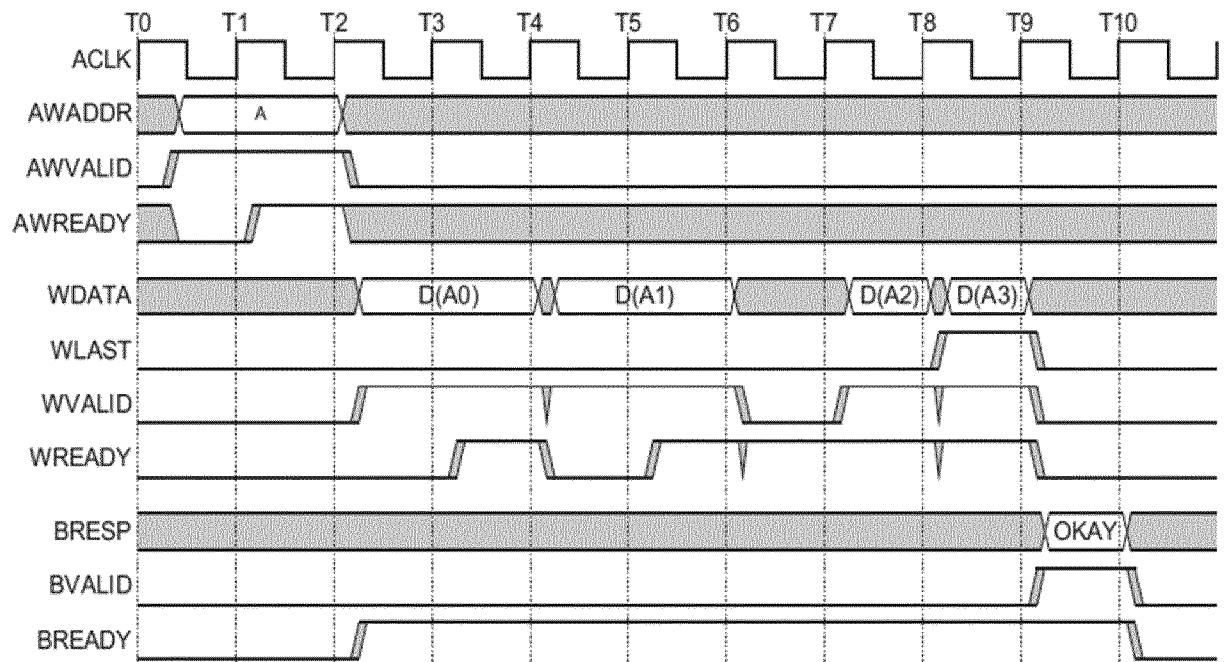 T0 T1 T2 T3 T4 T5 T6 T7 T8 T9 T10
ACLK
AWADDR A
AWVALID
AWREADY
WDATA D(A0) D(A1) D(A2) D(A3)
WLAST
WVALID
WREADY
BRESP OKAY
BVALID
BREADY